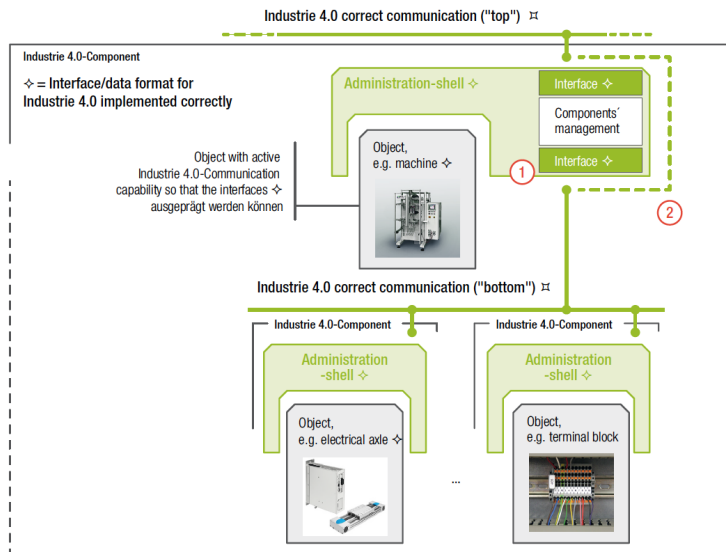 Industrie 4.0 correct communication ("top") ¤
Industrie 4.0-Component
✧ = Interface/data format for
Industrie 4.0 implemented correctly
Administration-shell ✧
Interface ✧
Components´
management
Interface ✧
Object with active
Industrie 4.0-Communication
capability so that the interfaces ✧
ausgeprägt werden können
Object,
e.g. machine ✧
1
2
Industrie 4.0 correct communication ("bottom") ¤
Industrie 4.0-Component
Administration
-shell ✧
Object,
e.g. electrical axle ✧
...
Industrie 4.0-Component
Administration
-shell ✧
Object,
e.g. terminal block